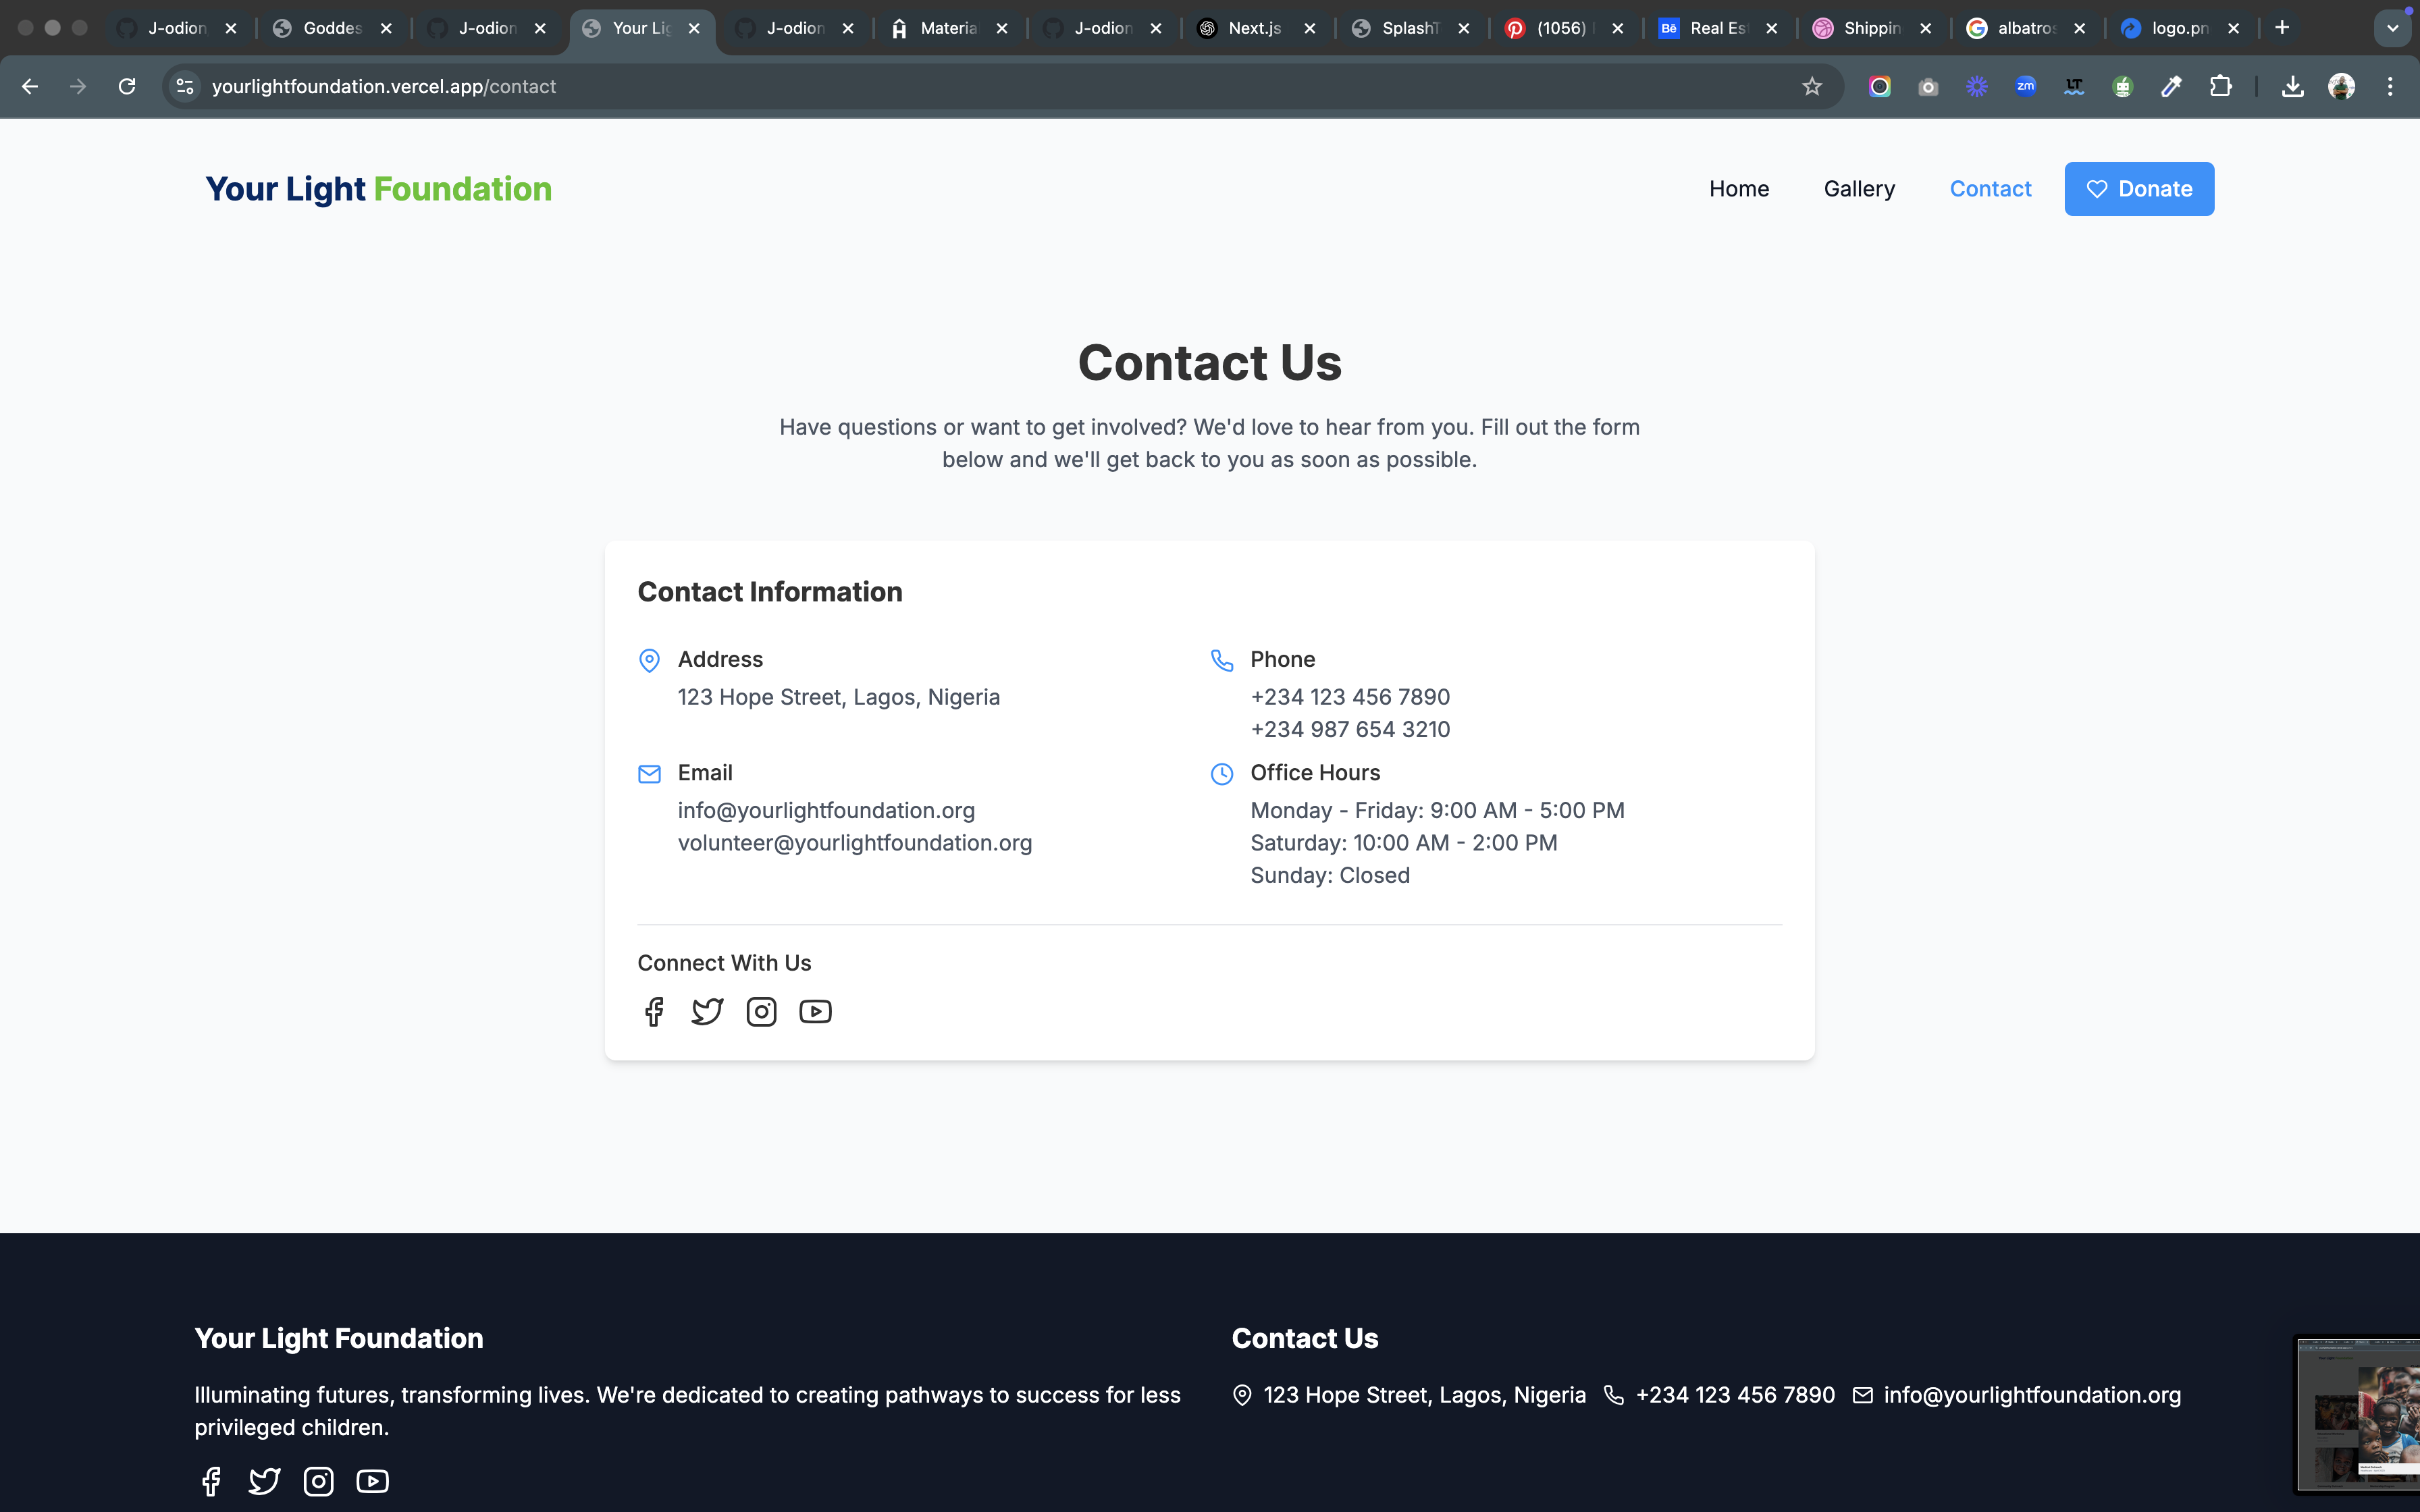 J-odion
Goddes
J-odion
Your Lig
J-odion
Materia
J-odion
Next.js
SplashT
(1056)
Bē Real Est
Shippin
albatros
logo.pn
yourlightfoundation.vercel.app/contact
zm
LT
Your Light Foundation
Home
Gallery
Contact
Donate
Contact Us
Have questions or want to get involved? We'd love to hear from you. Fill out the form
below and we'll get back to you as soon as possible.
Contact Information
Address
123 Hope Street, Lagos, Nigeria
Phone
+234 123 456 7890
+234 987 654 3210
Email
info@yourlightfoundation.org
volunteer@yourlightfoundation.org
Office Hours
Monday - Friday: 9:00 AM - 5:00 PM
Saturday: 10:00 AM - 2:00 PM
Sunday: Closed
Connect With Us
Your Light Foundation
Illuminating futures, transforming lives. We're dedicated to creating pathways to success for less
privileged children.
Contact Us
123 Hope Street, Lagos, Nigeria
+234 123 456 7890
info@yourlightfoundation.org